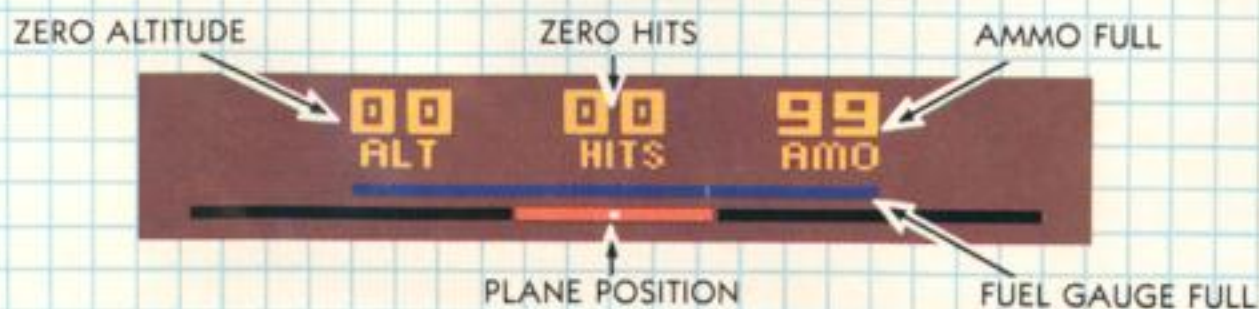 ZERO ALTITUDE ZERO HITS AMMO FULL
00 00 99
ALT HITS AMO
PLANE POSITION FUEL GAUGE FULL